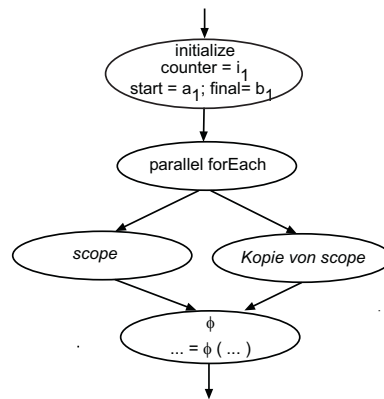 initialize
counter = i1
start = a1; final= b1
parallel forEach
scope
Kopie von scope
ϕ
... = ϕ ( ... )